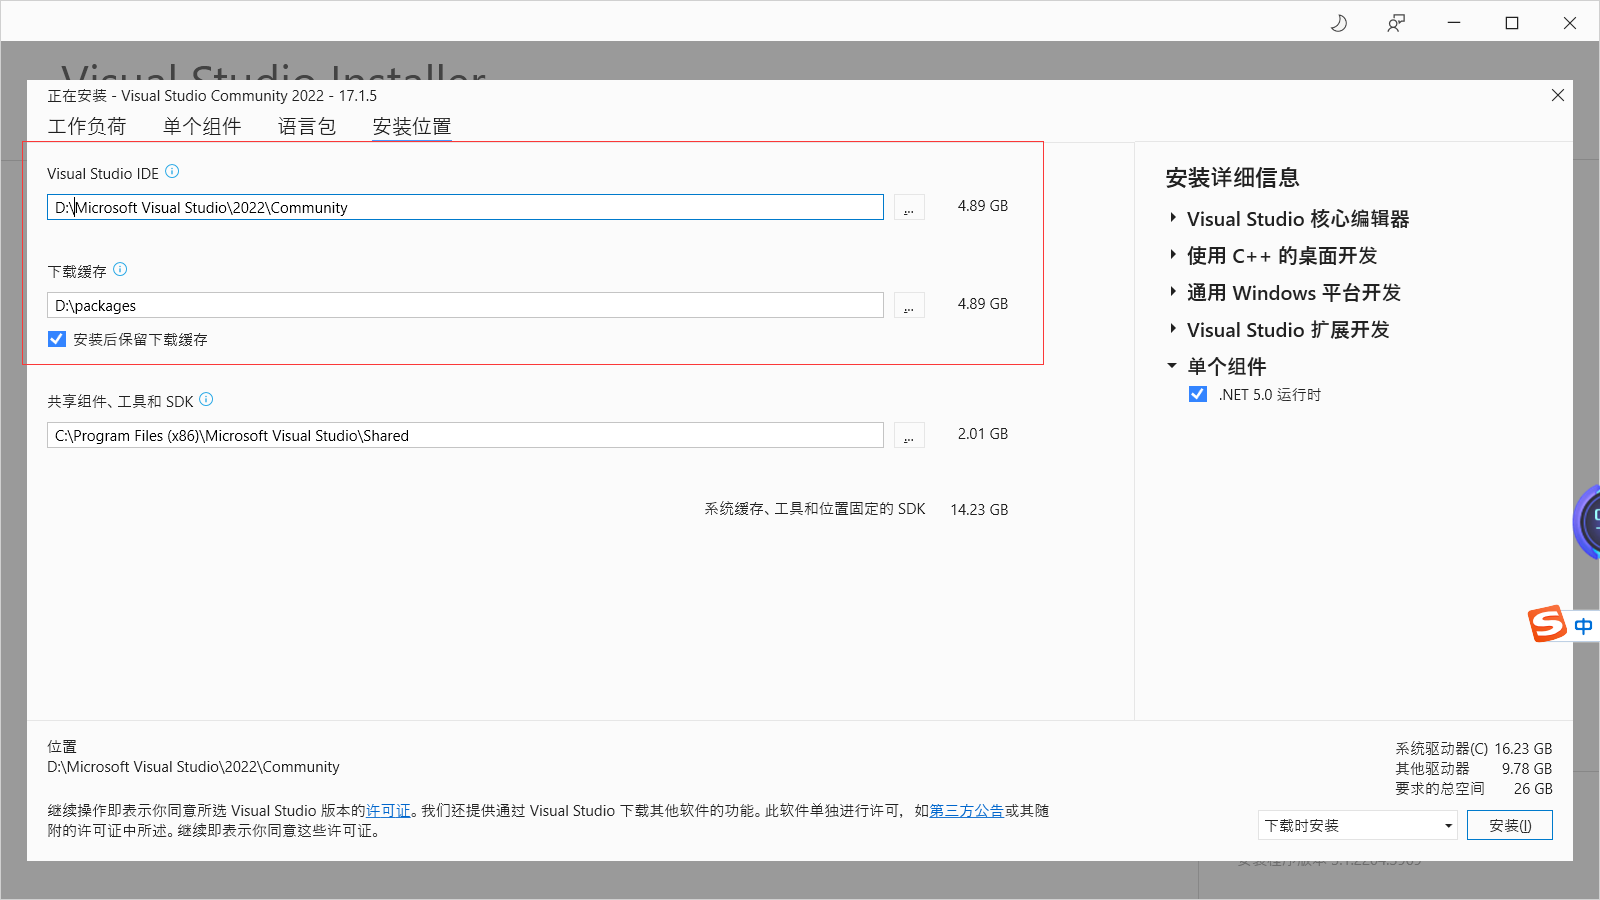 Visual Studio Installer
正在安装 - Visual Studio Community 2022 - 17.1.5
工作负荷 单个组件 语言包 安装位置
Visual Studio IDE
D:\Microsoft Visual Studio\2022\Community ... 4.89 GB
下载缓存
D:\packages ... 4.89 GB
安装后保留下载缓存
共享组件、工具和 SDK
C:\Program Files (x86)\Microsoft Visual Studio\Shared ... 2.01 GB
系统缓存、工具和位置固定的 SDK 14.23 GB
安装详细信息
Visual Studio 核心编辑器
使用 C++ 的桌面开发
通用 Windows 平台开发
Visual Studio 扩展开发
单个组件
.NET 5.0 运行时
中
位置
D:\Microsoft Visual Studio\2022\Community
继续操作即表示你同意所选 Visual Studio 版本的许可证。我们还提供通过 Visual Studio 下载其他软件的功能。此软件单独进行许可，如第三方公告或其随
附的许可证中所述。继续即表示你同意这些许可证。
系统驱动器(C) 16.23 GB
其他驱动器 9.78 GB
要求的总空间 26 GB
下载时安装 安装(I)